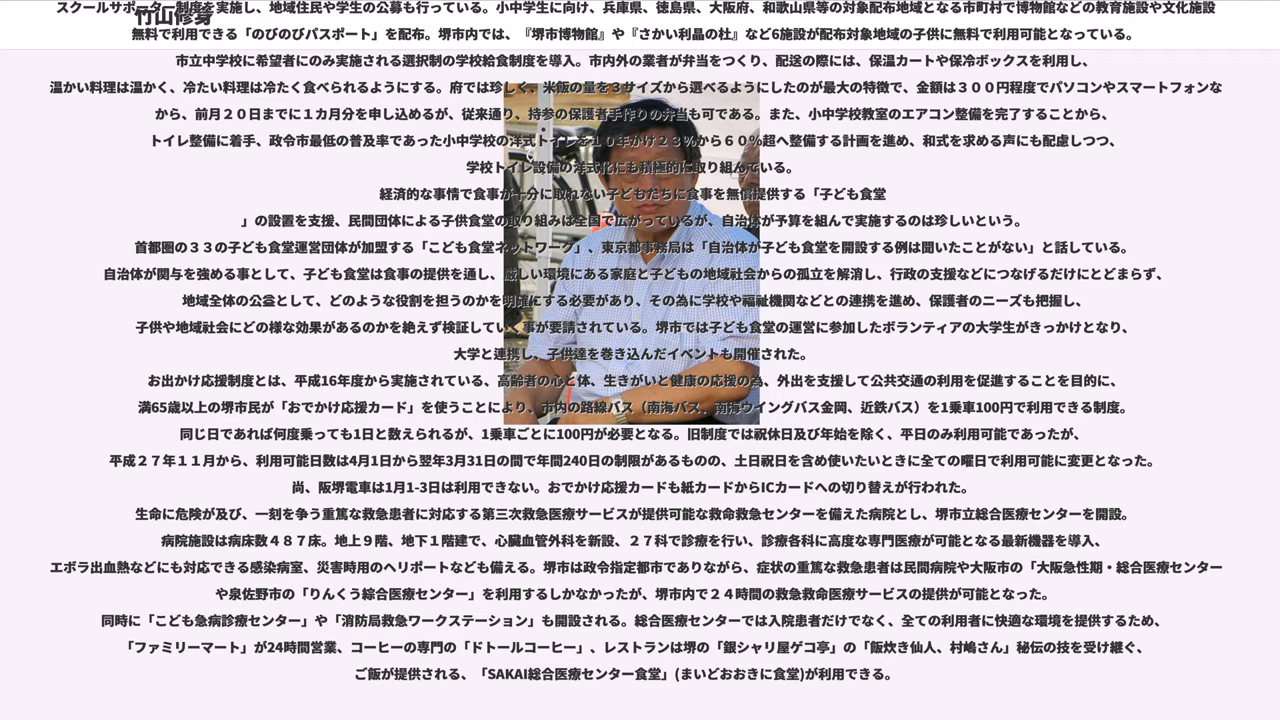 竹山修身
スクールサポーター制度を実施し、地域住民や学生の公募も行っている。小中学生に向け、兵庫県、徳島県、大阪府、和歌山県等の対象配布地域となる市町村で博物館などの教育施設や文化施設
無料で利用できる「のびのびパスポート」を配布。堺市内では、『堺市博物館』や『さかい利晶の杜』など6施設が配布対象地域の子供に無料で利用可能となっている。
市立中学校に希望者にのみ実施される選択制の学校給食制度を導入。市内外の業者が弁当をつくり、配送の際には、保温カートや保冷ボックスを利用し、
温かい料理は温かく、冷たい料理は冷たく食べられるようにする。府では珍しく、米飯の量を３サイズから選べるようにしたのが最大の特徴で、金額は３００円程度でパソコンやスマートフォンな
から、前月２０日までに１カ月分を申し込めるが、従来通り、持参の保護者手作りの弁当も可である。また、小中学校教室のエアコン整備を完了することから、
トイレ整備に着手、政令市最低の普及率であった小中学校の洋式トイレを１０年かけ２３％から６０％超へ整備する計画を進め、和式を求める声にも配慮しつつ、
学校トイレ設備の洋式化にも積極的に取り組んでいる。
経済的な事情で食事が十分に取れない子どもたちに食事を無償提供する「子ども食堂
」の設置を支援、民間団体による子供食堂の取り組みは全国で広がっているが、自治体が予算を組んで実施するのは珍しいという。
首都圏の３３の子ども食堂運営団体が加盟する「こども食堂ネットワーク」、東京都事務局は「自治体が子ども食堂を開設する例は聞いたことがない」と話している。
自治体が関与を強める事として、子ども食堂は食事の提供を通し、厳しい環境にある家庭と子どもの地域社会からの孤立を解消し、行政の支援などにつなげるだけにとどまらず、
地域全体の公益として、どのような役割を担うのかを明確にする必要があり、その為に学校や福祉機関などとの連携を進め、保護者のニーズも把握し、
子供や地域社会にどの様な効果があるのかを絶えず検証していく事が要請されている。堺市では子ども食堂の運営に参加したボランティアの大学生がきっかけとなり、
大学と連携し、子供達を巻き込んだイベントも開催された。
お出かけ応援制度とは、平成16年度から実施されている、高齢者の心と体、生きがいと健康の応援の為、外出を支援して公共交通の利用を促進することを目的に、
満65歳以上の堺市民が「おでかけ応援カード」を使うことにより、市内の路線バス（南海バス、南海ウイングバス金岡、近鉄バス）を1乗車100円で利用できる制度。
同じ日であれば何度乗っても1日と数えられるが、1乗車ごとに100円が必要となる。旧制度では祝休日及び年始を除く、平日のみ利用可能であったが、
平成２７年１１月から、利用可能日数は4月1日から翌年3月31日の間で年間240日の制限があるものの、土日祝日を含め使いたいときに全ての曜日で利用可能に変更となった。
尚、阪堺電車は1月1-3日は利用できない。おでかけ応援カードも紙カードからICカードへの切り替えが行われた。
生命に危険が及び、一刻を争う重篤な救急患者に対応する第三次救急医療サービスが提供可能な救命救急センターを備えた病院とし、堺市立総合医療センターを開設。
病院施設は病床数４８７床。地上９階、地下１階建で、心臓血管外科を新設、２７科で診療を行い、診療各科に高度な専門医療が可能となる最新機器を導入、
エボラ出血熱などにも対応できる感染病室、災害時用のヘリポートなども備える。堺市は政令指定都市でありながら、症状の重篤な救急患者は民間病院や大阪市の「大阪急性期・総合医療センター
や泉佐野市の「りんくう綜合医療センター」を利用するしかなかったが、堺市内で２４時間の救急救命医療サービスの提供が可能となった。
同時に「こども急病診療センター」や「消防局救急ワークステーション」も開設される。総合医療センターでは入院患者だけでなく、全ての利用者に快適な環境を提供するため、
「ファミリーマート」が24時間営業、コーヒーの専門の「ドトールコーヒー」、レストランは堺の「銀シャリ屋ゲコ亭」の「飯炊き仙人、村嶋さん」秘伝の技を受け継ぐ、
ご飯が提供される、「SAKAI総合医療センター食堂」(まいどおおきに食堂)が利用できる。